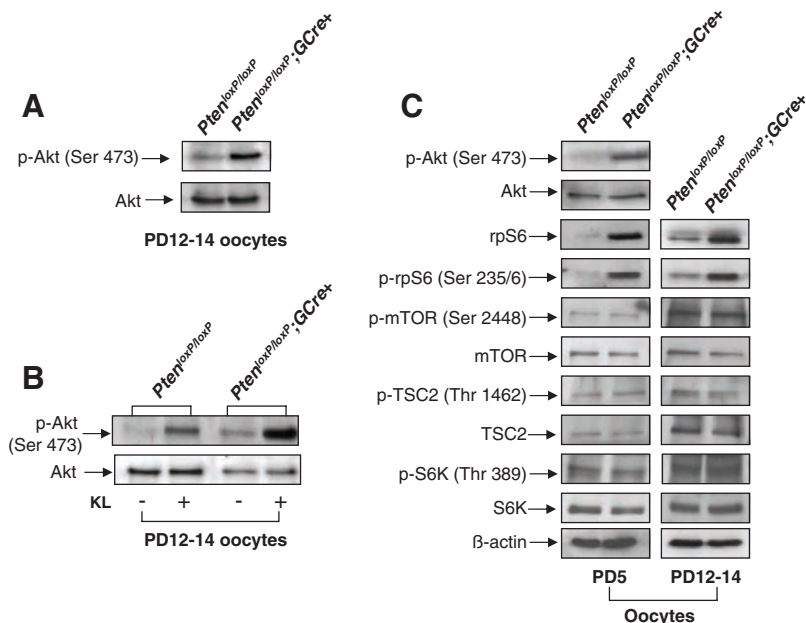 A
Pten^loxP/loxP
Pten^loxP/loxP;GCre+
p-Akt (Ser 473)
Akt
PD12-14 oocytes
B
Pten^loxP/loxP
Pten^loxP/loxP;GCre+
p-Akt
(Ser 473)
Akt
KL - + - +
PD12-14 oocytes
C
Pten^loxP/loxP
Pten^loxP/loxP;GCre+
p-Akt (Ser 473)
Akt
Pten^loxP/loxP
Pten^loxP/loxP;GCre+
rpS6
p-rpS6 (Ser 235/6)
p-mTOR (Ser 2448)
mTOR
p-TSC2 (Thr 1462)
TSC2
p-S6K (Thr 389)
S6K
ß-actin
PD5 PD12-14
Oocytes